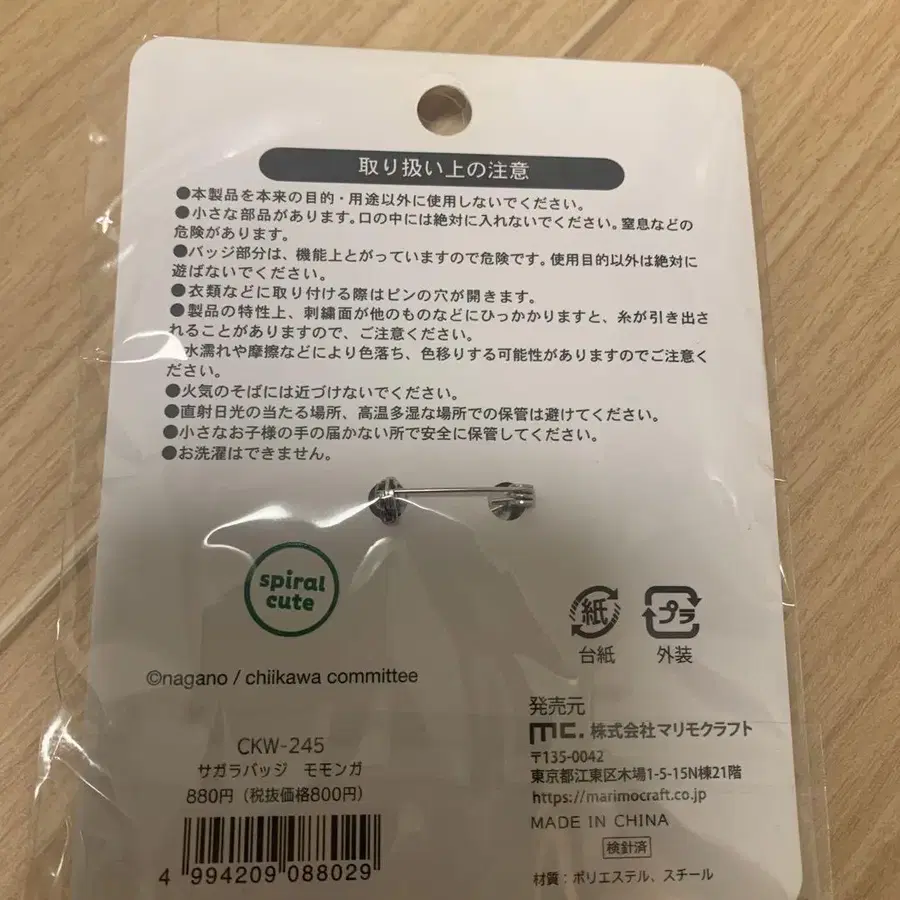 取り扱い上の注意
●本製品を本来の目的・用途以外に使用しないでください。
●小さな部品があります。口の中には絶対に入れないでください。窒息などの
危険があります。
●バッジ部分は、機能上とがっていますので危険です。使用目的以外は絶対に
遊ばないでください。
●衣類などに取り付ける際はピンの穴が開きます。
●製品の特性上、刺繍面が他のものなどにひっかかりますと、糸が引き出さ
れることがありますので、ご注意ください。
水濡れや摩擦などにより色落ち、色移りする可能性がありますのでご注意く
ださい。
●火気のそばには近づけないでください。
●直射日光の当たる場所、高温多湿な場所での保管は避けてください。
●小さなお子様の手の届かない所で安全に保管してください。
●お洗濯はできません。
spiral
cute
紙
台紙
プラ
外装
©nagano / chiikawa committee
発売元
mc. 株式会社マリモクラフト
〒135-0042
東京都江東区木場1-5-15N棟21階
https://marimocraft.co.jp
MADE IN CHINA
検針済
材質：ポリエステル、スチール
CKW-245
サガラバッジ モモンガ
880円（税抜価格800円）
4 994209 088029